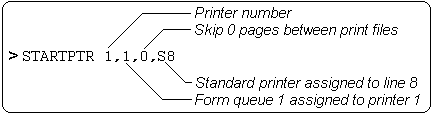 Printer number
Skip 0 pages between print files
> STARTPTR 1,1,0,S8
Standard printer assigned to line 8
Form queue 1 assigned to printer 1